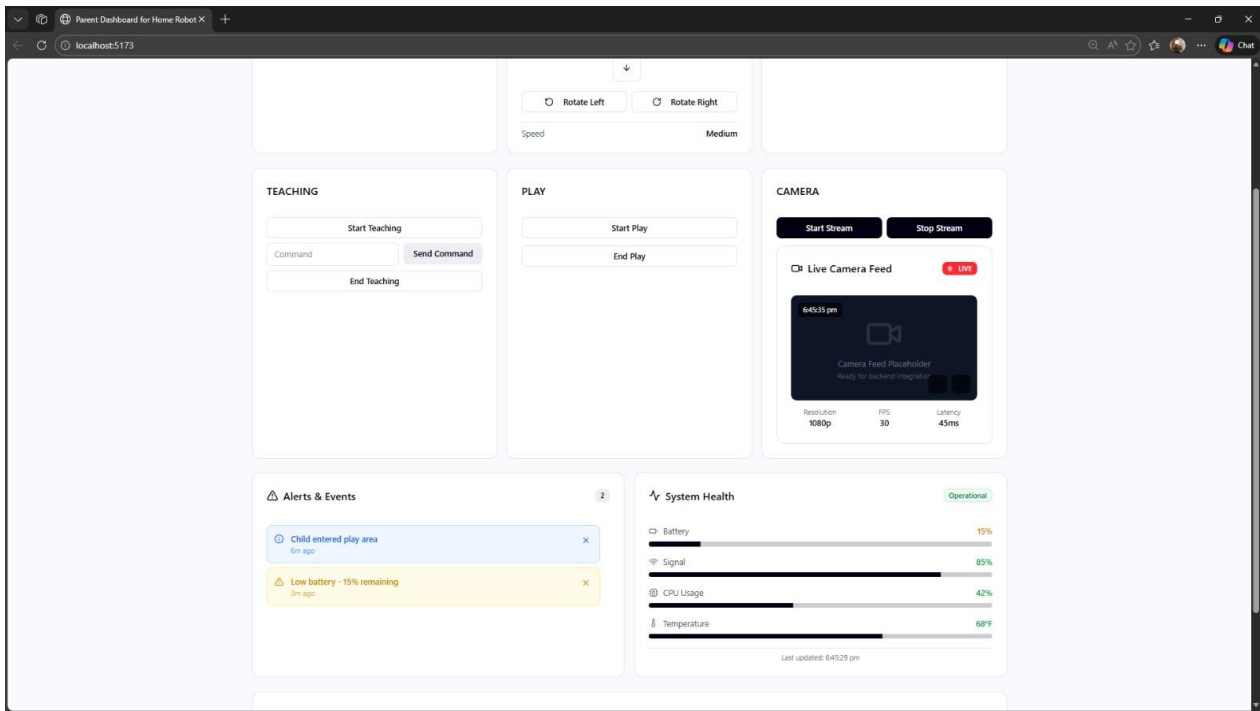 Parent Dashboard for Home Robot
localhost:5173
Chat
Rotate Left
Rotate Right
Speed
Medium
TEACHING
Start Teaching
Command
Send Command
End Teaching
PLAY
Start Play
End Play
CAMERA
Start Stream
Stop Stream
Live Camera Feed
LIVE
6:45:35 pm
Camera Feed Placeholder
Ready for backend integration
Resolution
FPS
Latency
1080p
30
45ms
Alerts & Events
2
Child entered play area
6m ago
Low battery - 15% remaining
3m ago
System Health
Operational
Battery
15%
Signal
85%
CPU Usage
42%
Temperature
68°F
Last updated: 6:45:29 pm